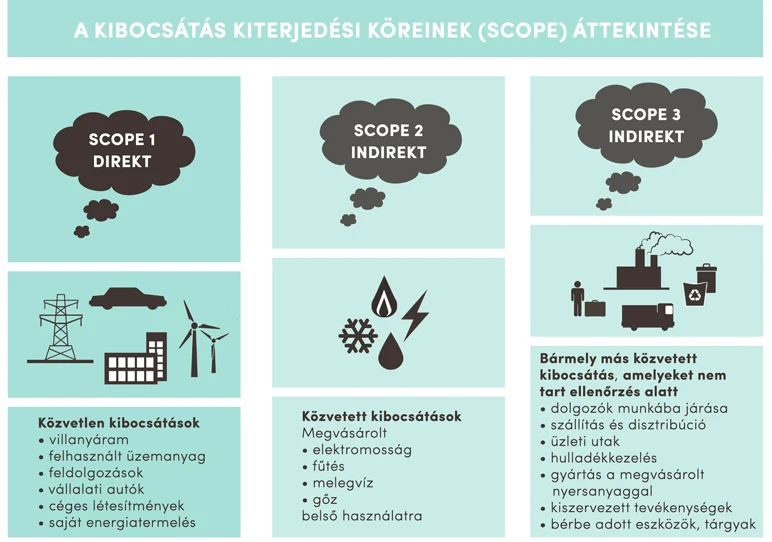 A KIBOCSÁTÁS KITERJEDÉSI KÖREINEK (SCOPE) ÁTTEKINTÉSE
SCOPE 1
DIREKT
Közvetlen kibocsátások
• villanyáram
• felhasznált üzemanyag
• feldolgozások
• vállalati autók
• céges létesítmények
• saját energiatermelés
SCOPE 2
INDIREKT
Közvetett kibocsátások
Megvásárolt
• elektromosság
• fűtés
• melegvíz
• gőz
belső használatra
SCOPE 3
INDIREKT
Bármely más közvetett
kibocsátás, amelyeket nem
tart ellenőrzés alatt
• dolgozók munkába járása
• szállítás és disztribúció
• üzleti utak
• hulladékkezelés
• gyártás a megvásárolt
nyersanyaggal
• kiszervezett tevékenységek
• bérbe adott eszközök, tárgyak